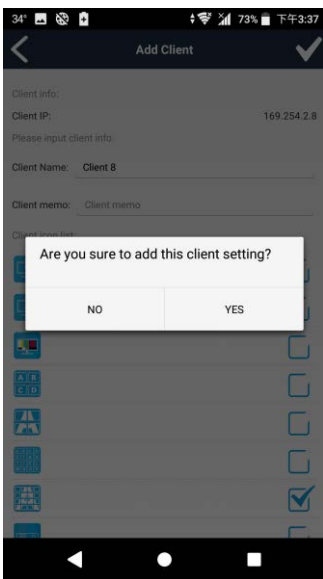 34° 73% 下午3:37
Add Client
Client info:
Client IP: 169.254.2.8
Please input client info:
Client Name: Client 8
Client memo: Client memo
Client icon list:
Are you sure to add this client setting?
NO YES
A B
C D